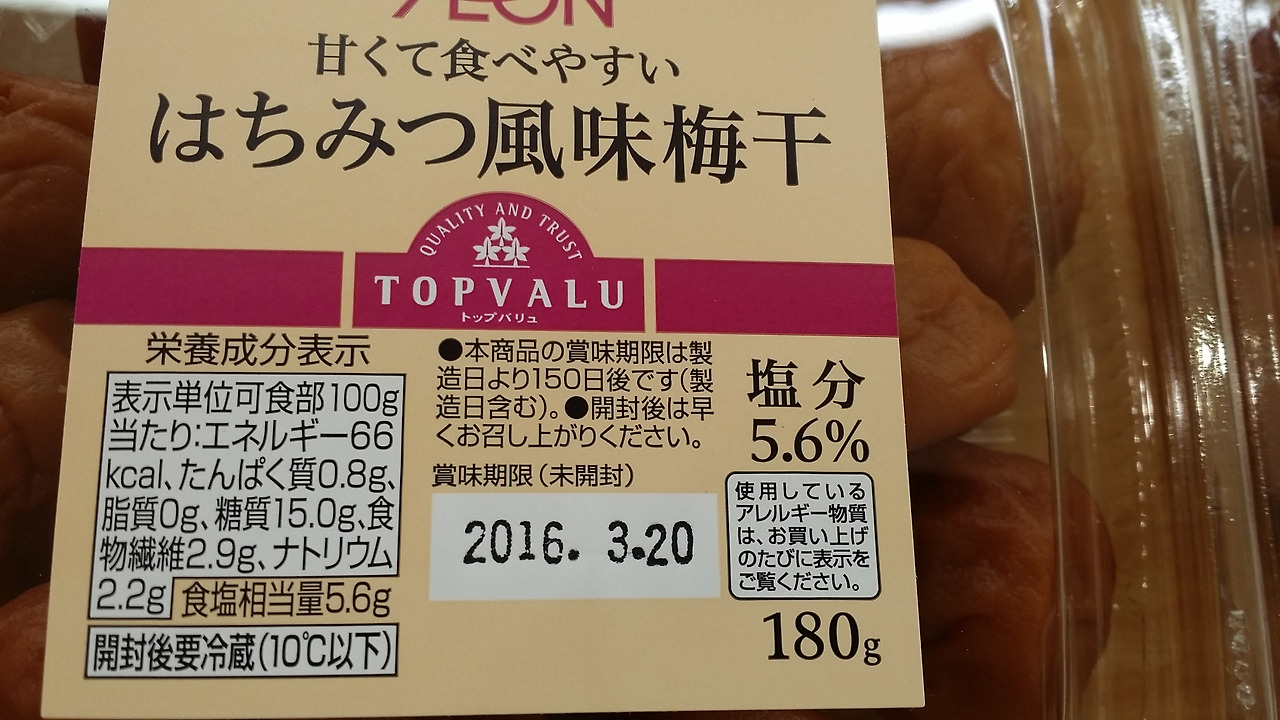 AEON
甘くて食べやすい
はちみつ風味梅干
QUALITY AND TRUST
TOPVALU
トップバリュ
栄養成分表示
表示単位可食部100g
当たり:エネルギー66
kcal、たんぱく質0.8g、
脂質0g、糖質15.0g、食
物繊維2.9g、ナトリウム
2.2g 食塩相当量5.6g
開封後要冷蔵(10℃以下)
●本商品の賞味期限は製
造日より150日後です(製
造日含む)。●開封後は早
くお召し上がりください。
賞味期限(未開封)
2016. 3.20
塩分
5.6%
使用している
アレルギー物質
は、お買い上げ
のたびに表示を
ご覧ください。
180g